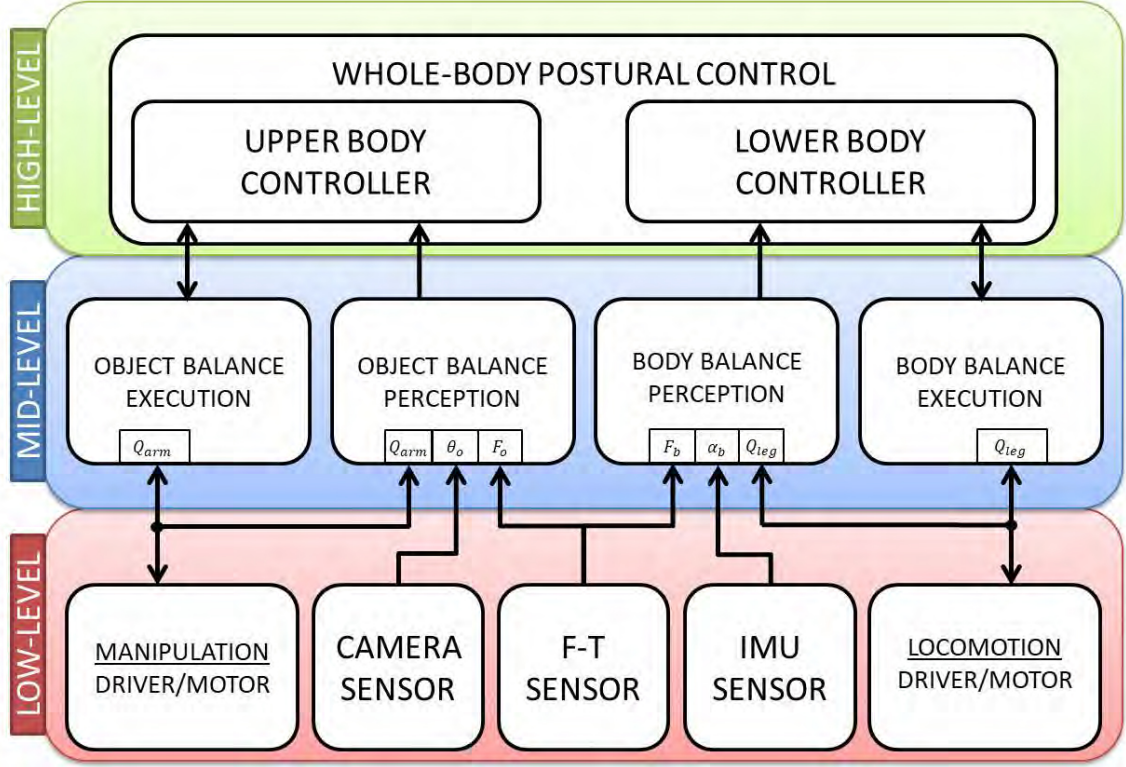 HIGH-LEVEL
WHOLE-BODY POSTURAL CONTROL
UPPER BODY
CONTROLLER
LOWER BODY
CONTROLLER
MID-LEVEL
OBJECT BALANCE
EXECUTION
Q_arm
OBJECT BALANCE
PERCEPTION
Q_arm θ_o F_o
BODY BALANCE
PERCEPTION
F_b α_b Q_leg
BODY BALANCE
EXECUTION
Q_leg
LOW-LEVEL
MANIPULATION
DRIVER/MOTOR
CAMERA
SENSOR
F-T
SENSOR
IMU
SENSOR
LOCOMOTION
DRIVER/MOTOR